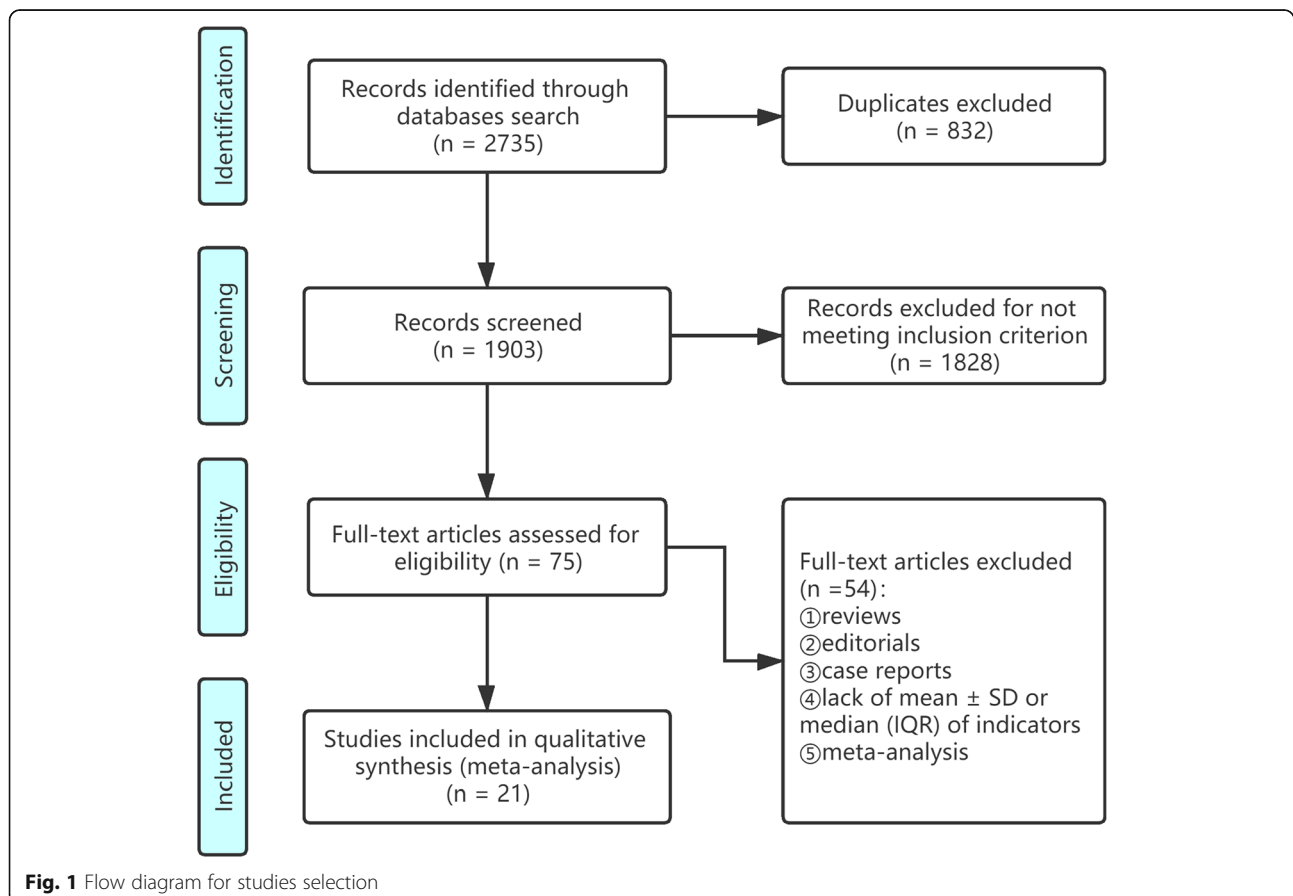 Identification
Records identified through
databases search
(n = 2735)
Duplicates excluded
(n = 832)
Screening
Records screened
(n = 1903)
Records excluded for not
meeting inclusion criterion
(n = 1828)
Eligibility
Full-text articles assessed for
eligibility (n = 75)
Full-text articles excluded
(n =54):
①reviews
②editorials
③case reports
④lack of mean ± SD or
median (IQR) of indicators
⑤meta-analysis
Included
Studies included in qualitative
synthesis (meta-analysis)
(n = 21)
Fig. 1 Flow diagram for studies selection